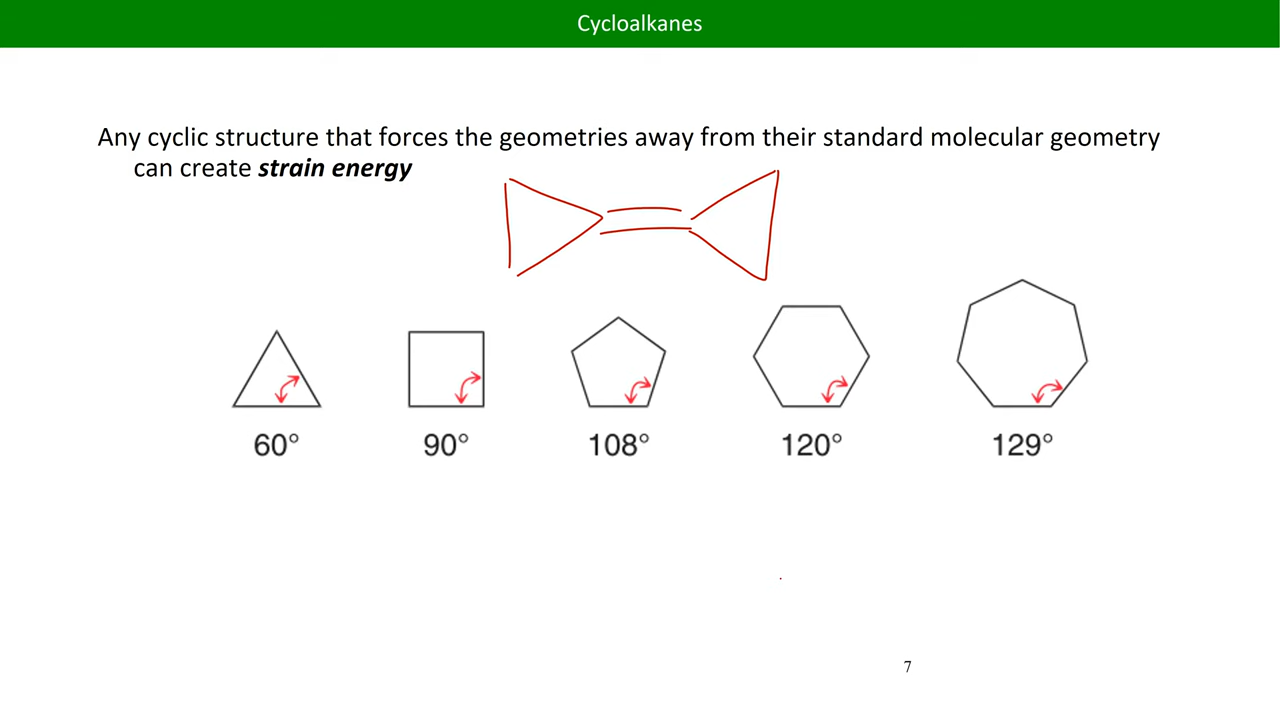 Cycloalkanes
Any cyclic structure that forces the geometries away from their standard molecular geometry
can create strain energy
60° 90° 108° 120° 129°
7